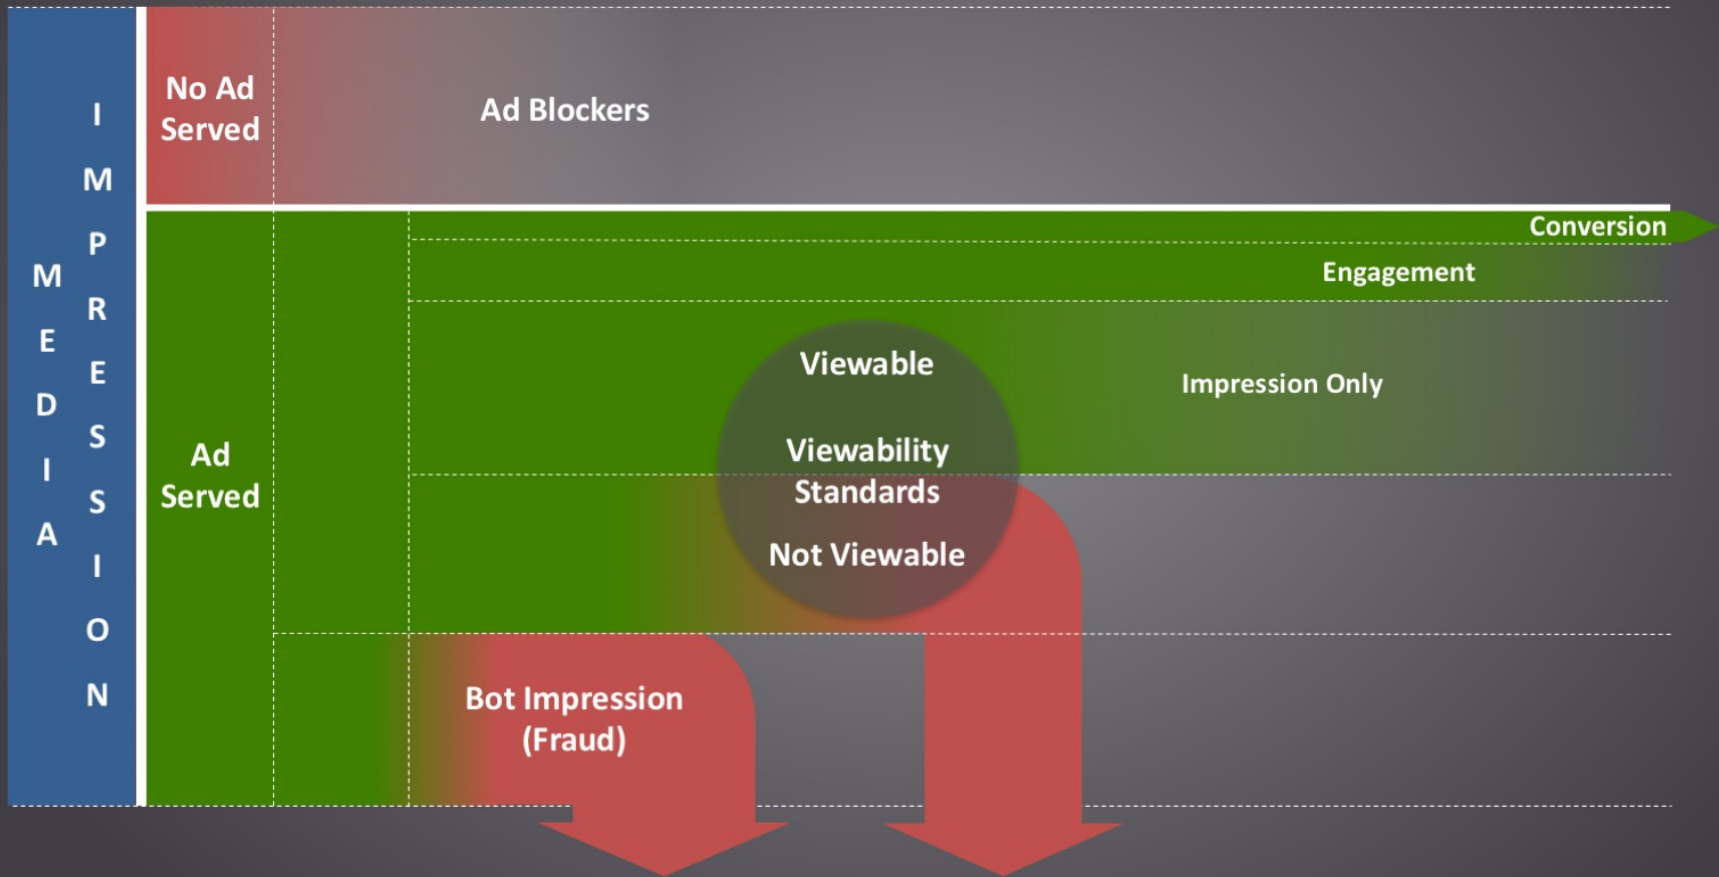 MEDIA
IMPRESSION
No Ad
Served
Ad Blockers
Conversion
Engagement
Viewable
Impression Only
Viewability
Standards
Ad
Served
Not Viewable
Bot Impression
(Fraud)